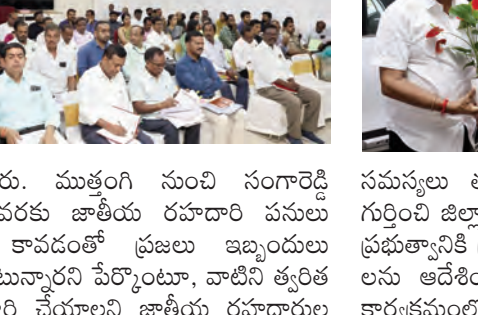 రు. ముత్తంగి నుంచి సంగారెడ్డి
వరకు జాతీయ రహదారి పనులు
కావడంతో ప్రజలు ఇబ్బందులు
టున్నారని పేర్కొంటూ, వాటిని త్వరిత
చేయాలని జాతీయ రహదారుల
సమస్యలు
గుర్తించి జిల్లా
ప్రభుత్వానికి
లను ఆదేశిం
కార్యక్రమంలో